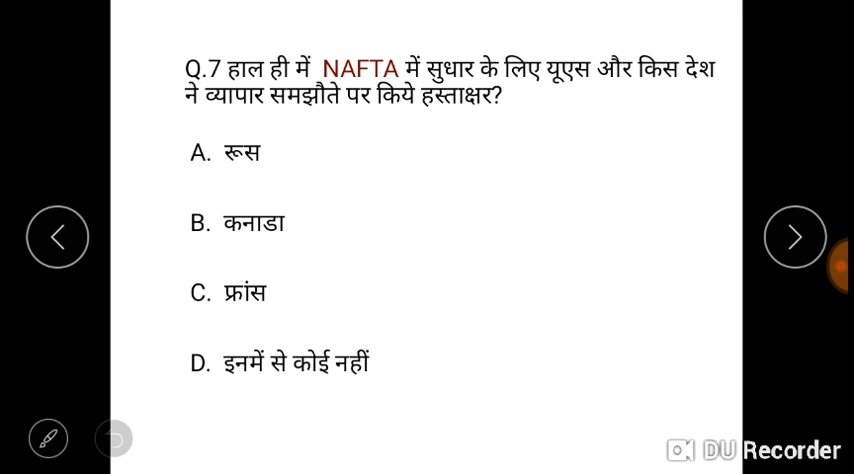 Q.7 हाल ही में NAFTA में सुधार के लिए यूएस और किस देश
ने व्यापार समझौते पर किये हस्ताक्षर?
A. रूस
B. कनाडा
C. फ्रांस
D. इनमें से कोई नहीं
DU Recorder